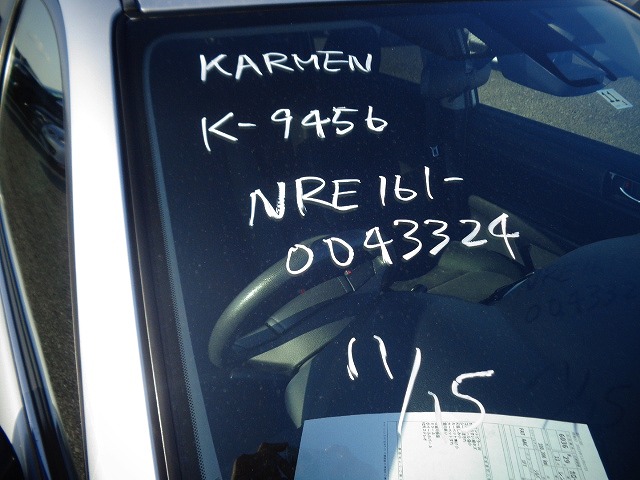 KARMEN
K-9456
NRE161-
0043324
11/15